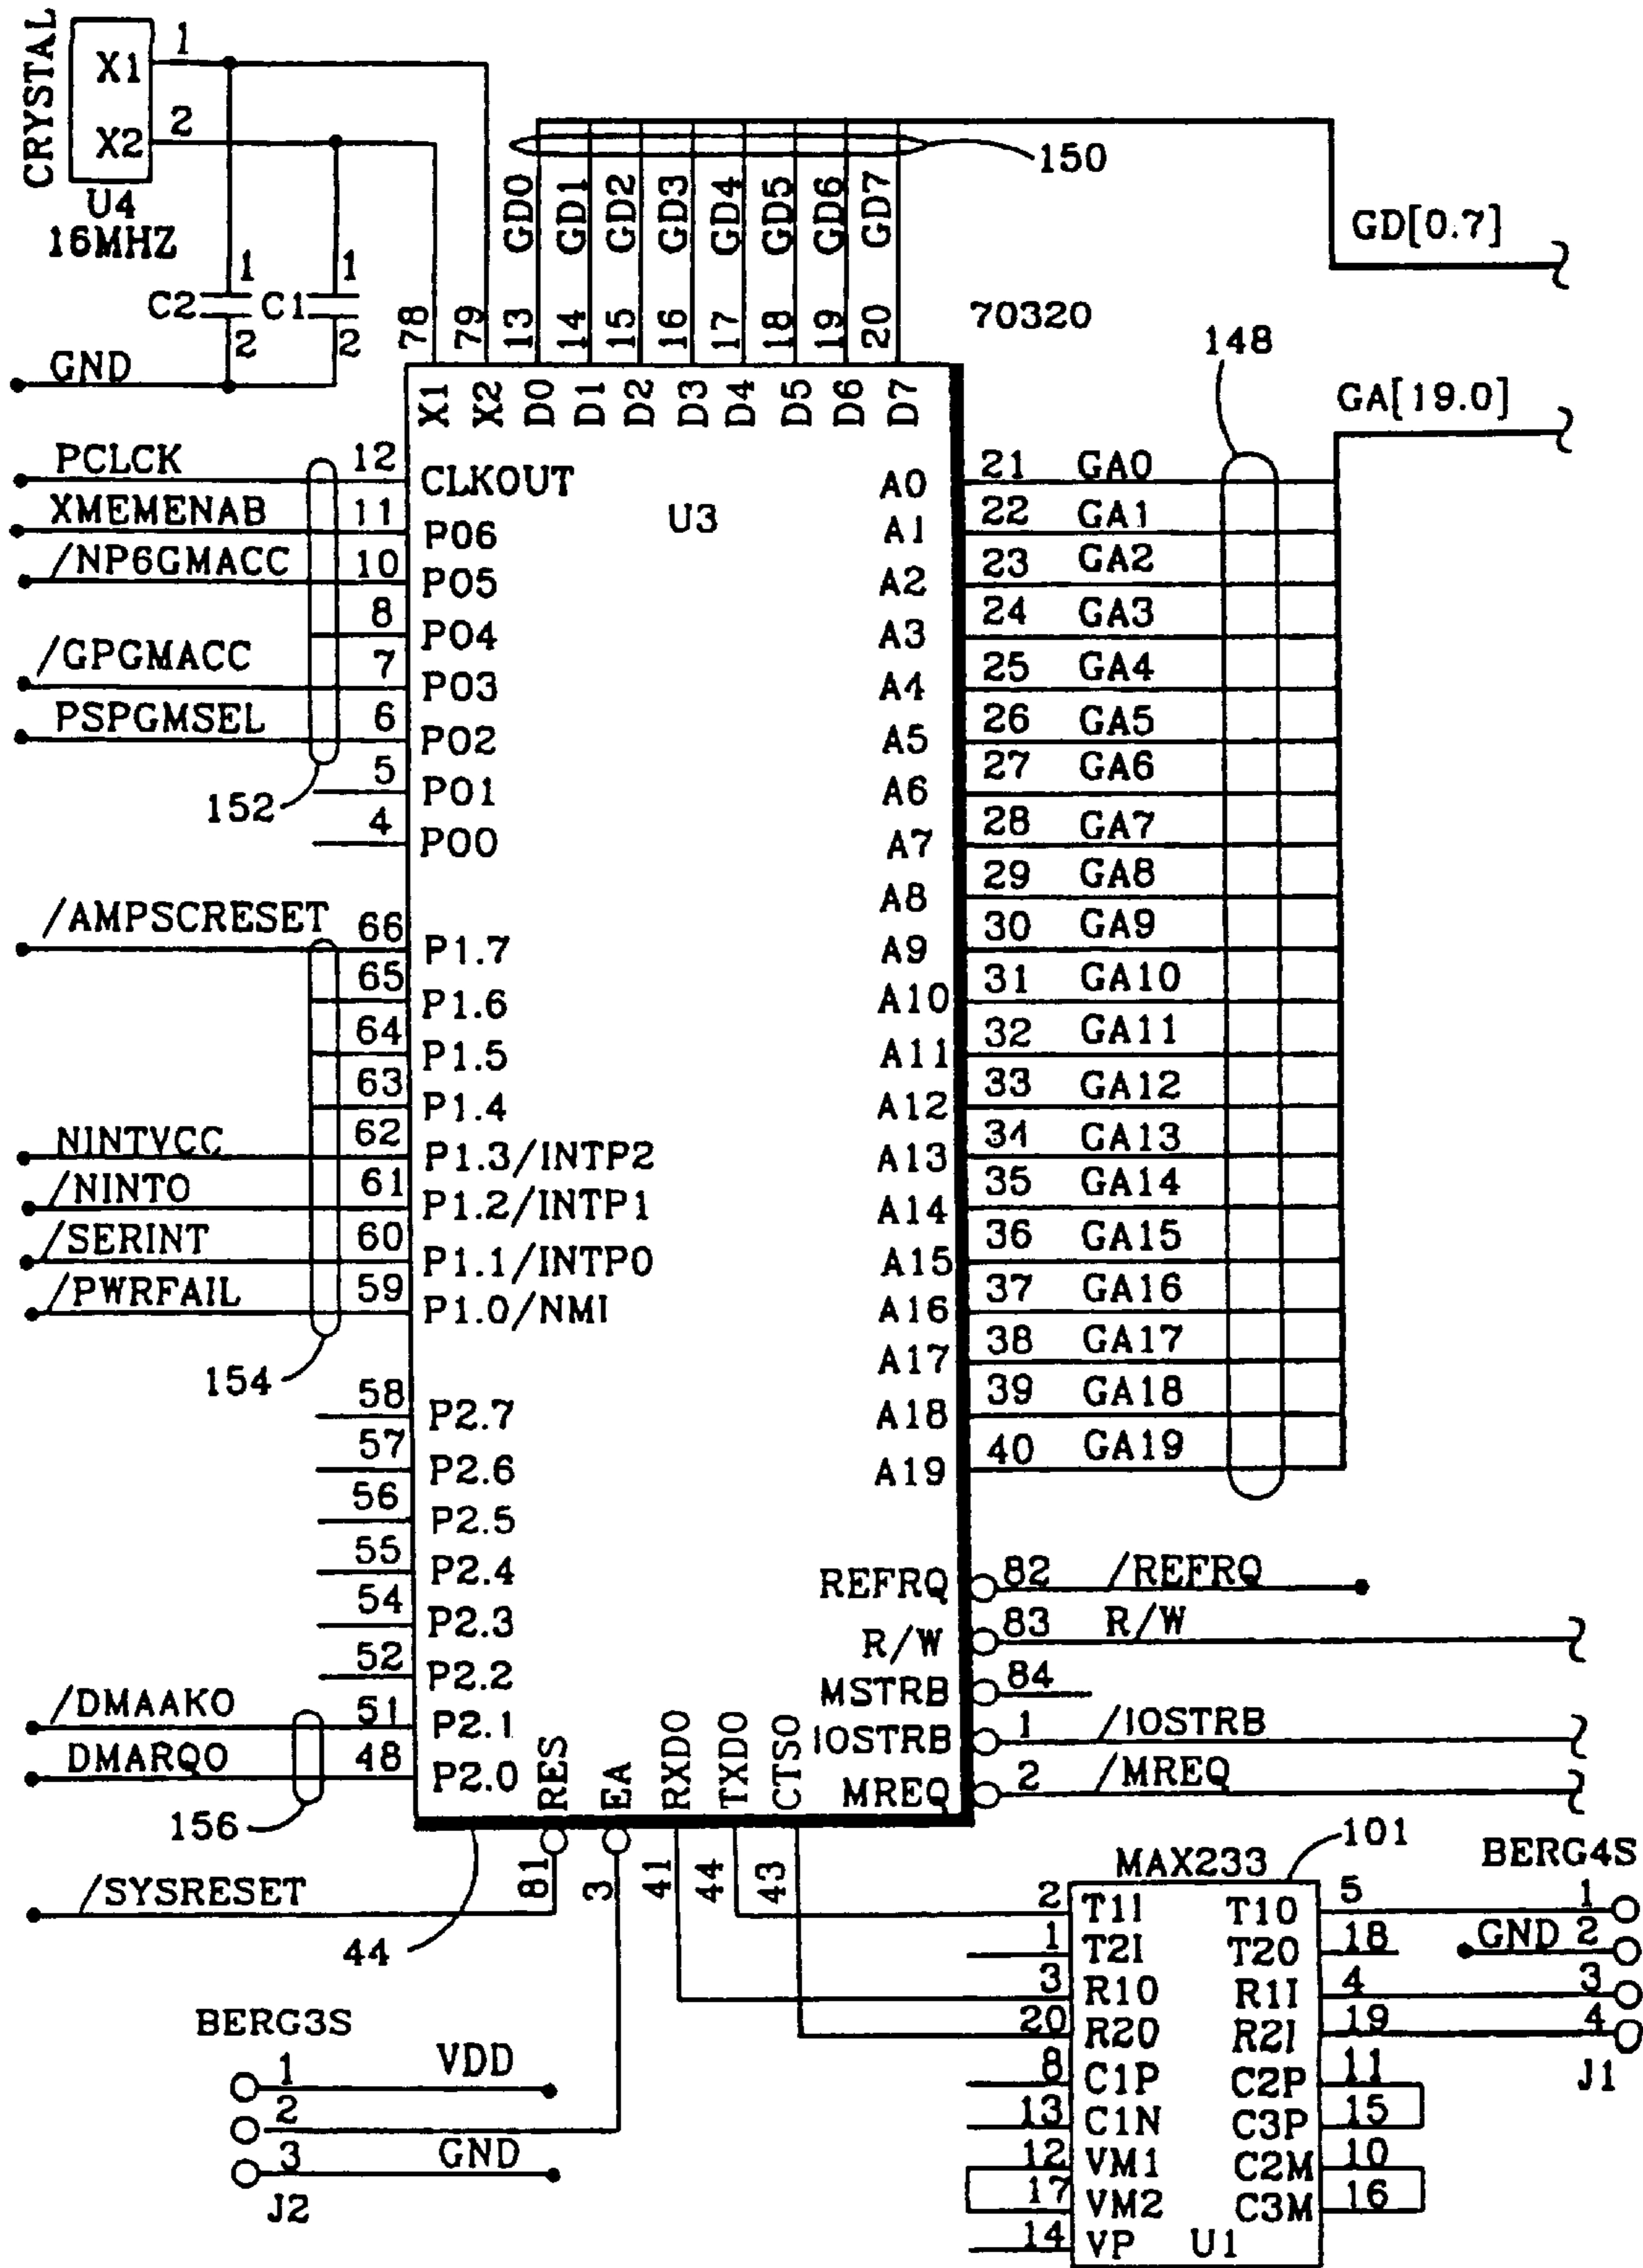 CRYSTAL
X1 1
X2 2
U4
16MHZ
C2 1 2
C1 1 2
GND
150
GD0 GD1 GD2 GD3 GD4 GD5 GD6 GD7
GD[0.7]
78 79 13 14 15 16 17 18 19 20
70320
148
GA[19.0]
X1 X2 D0 D1 D2 D3 D4 D5 D6 D7
U3
PCLCK 12 CLKOUT
XMEMENAB 11 P06
/NP6GMACC 10 P05
8 P04
/GPGMACC 7 P03
PSPGMSEL 6 P02
5 P01
152
4 P00
/AMPSCRESET 66 P1.7
65 P1.6
64 P1.5
63 P1.4
NINTVCC 62 P1.3/INTP2
/NINTO 61 P1.2/INTP1
/SERINT 60 P1.1/INTP0
/PWRFAIL 59 P1.0/NMI
154
58 P2.7
57 P2.6
56 P2.5
55 P2.4
54 P2.3
52 P2.2
/DMAAKO 51 P2.1
DMARQO 48 P2.0
156
A0 21 GA0
A1 22 GA1
A2 23 GA2
A3 24 GA3
A4 25 GA4
A5 26 GA5
A6 27 GA6
A7 28 GA7
A8 29 GA8
A9 30 GA9
A10 31 GA10
A11 32 GA11
A12 33 GA12
A13 34 GA13
A14 35 GA14
A15 36 GA15
A16 37 GA16
A17 38 GA17
A18 39 GA18
A19 40 GA19
REFRQ 82 /REFRQ
R/W 83 R/W
MSTRB 84
IOSTRB 1 /IOSTRB
MREQ 2 /MREQ
RES EA RXDO TXDO CTSO
81 3 41 44 43
/SYSRESET
44
BERG3S
1 VDD
2
3 GND
J2
MAX233
101
BERG4S
2 T1I T10 5 1
1 T2I T20 18 GND 2
3 R10 R1I 4 3
20 R20 R2I 19 4
J1
8 C1P C2P 11
13 C1N C3P 15
12 VM1 C2M 10
17 VM2 C3M 16
14 VP U1